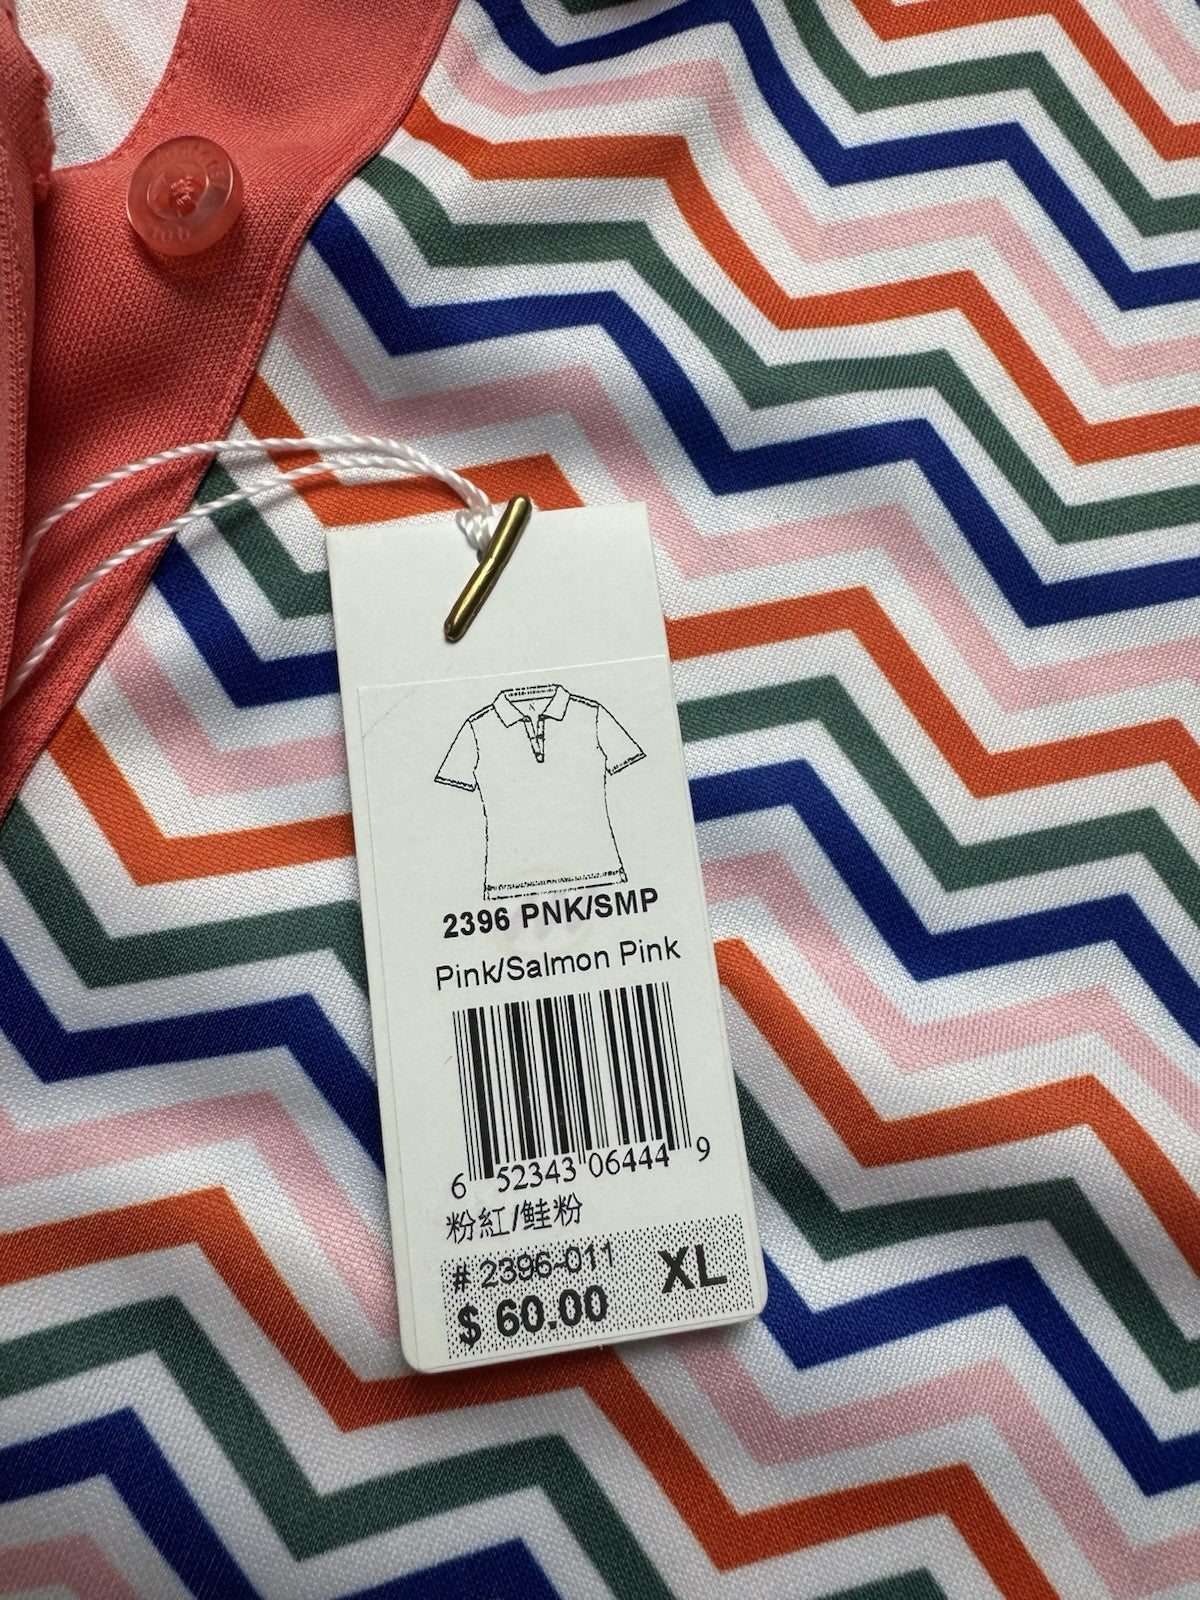 2396 PNK/SMP
Pink/Salmon Pink
6 52343 06444 9
粉紅/鮭粉
# 2396-011
XL
$ 60.00